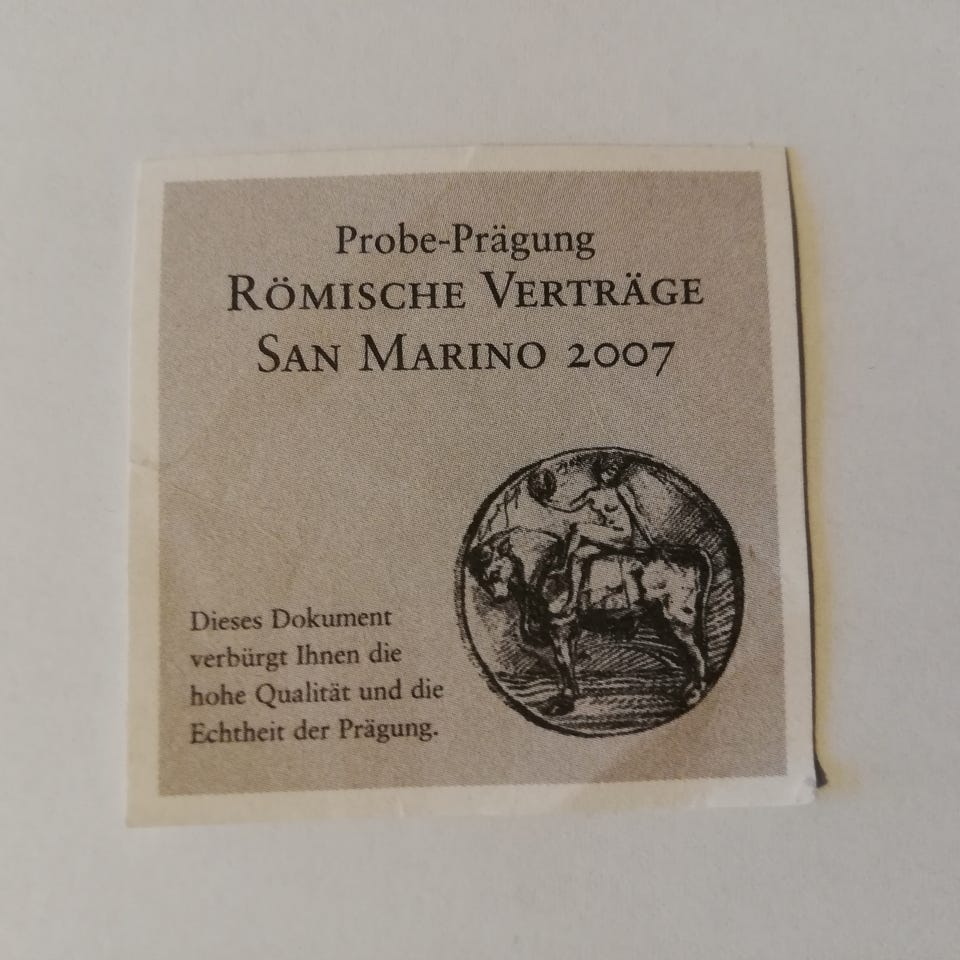 Probe-Prägung
RÖMISCHE VERTRÄGE
SAN MARINO 2007
Dieses Dokument
verbürgt Ihnen die
hohe Qualität und die
Echtheit der Prägung.